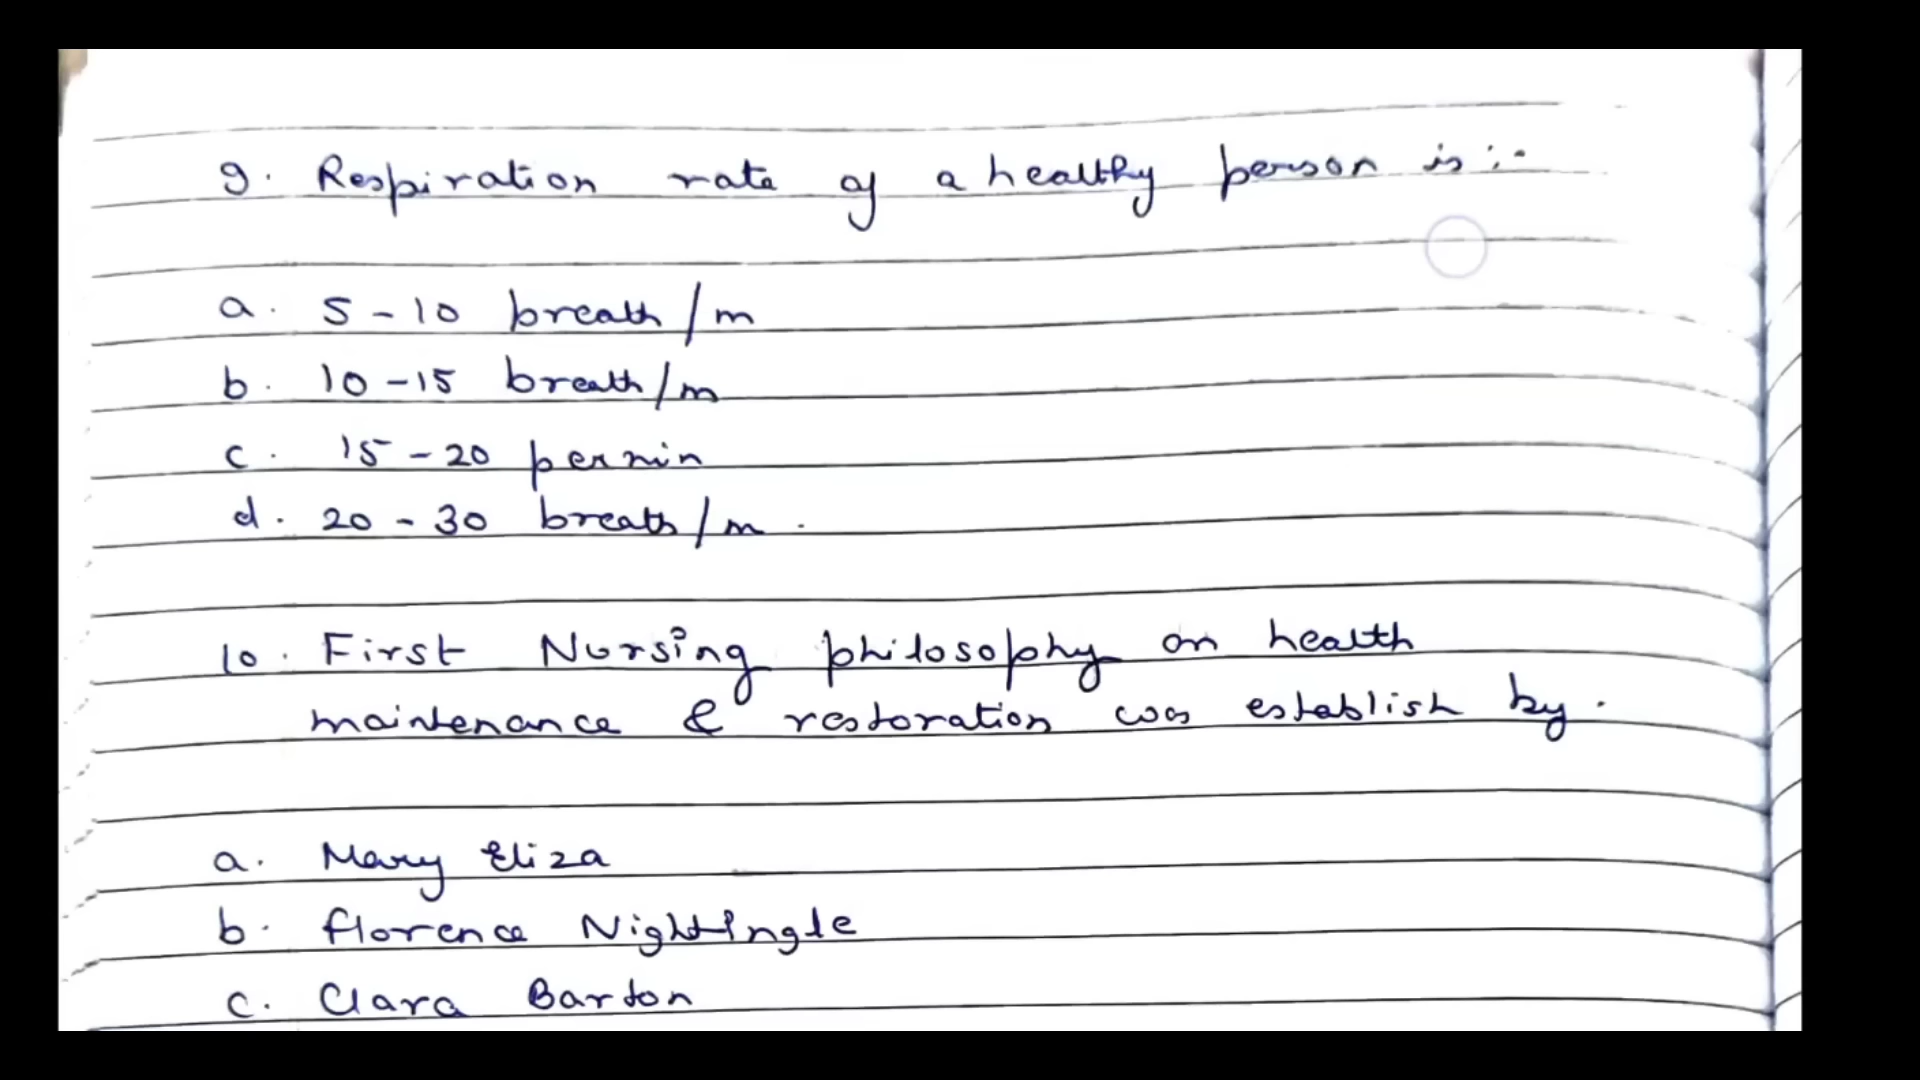 9. Respiration rate of a healthy person is :-
a. 5 - 10 breath/m
b. 10 - 15 breath/m
c. 15 - 20 per min
d. 20 - 30 breath/m.
10. First Nursing philosophy on health
maintenance & restoration was establish by.
a. Mary Eliza
b. Florence Nightingle
c. Clara Barton